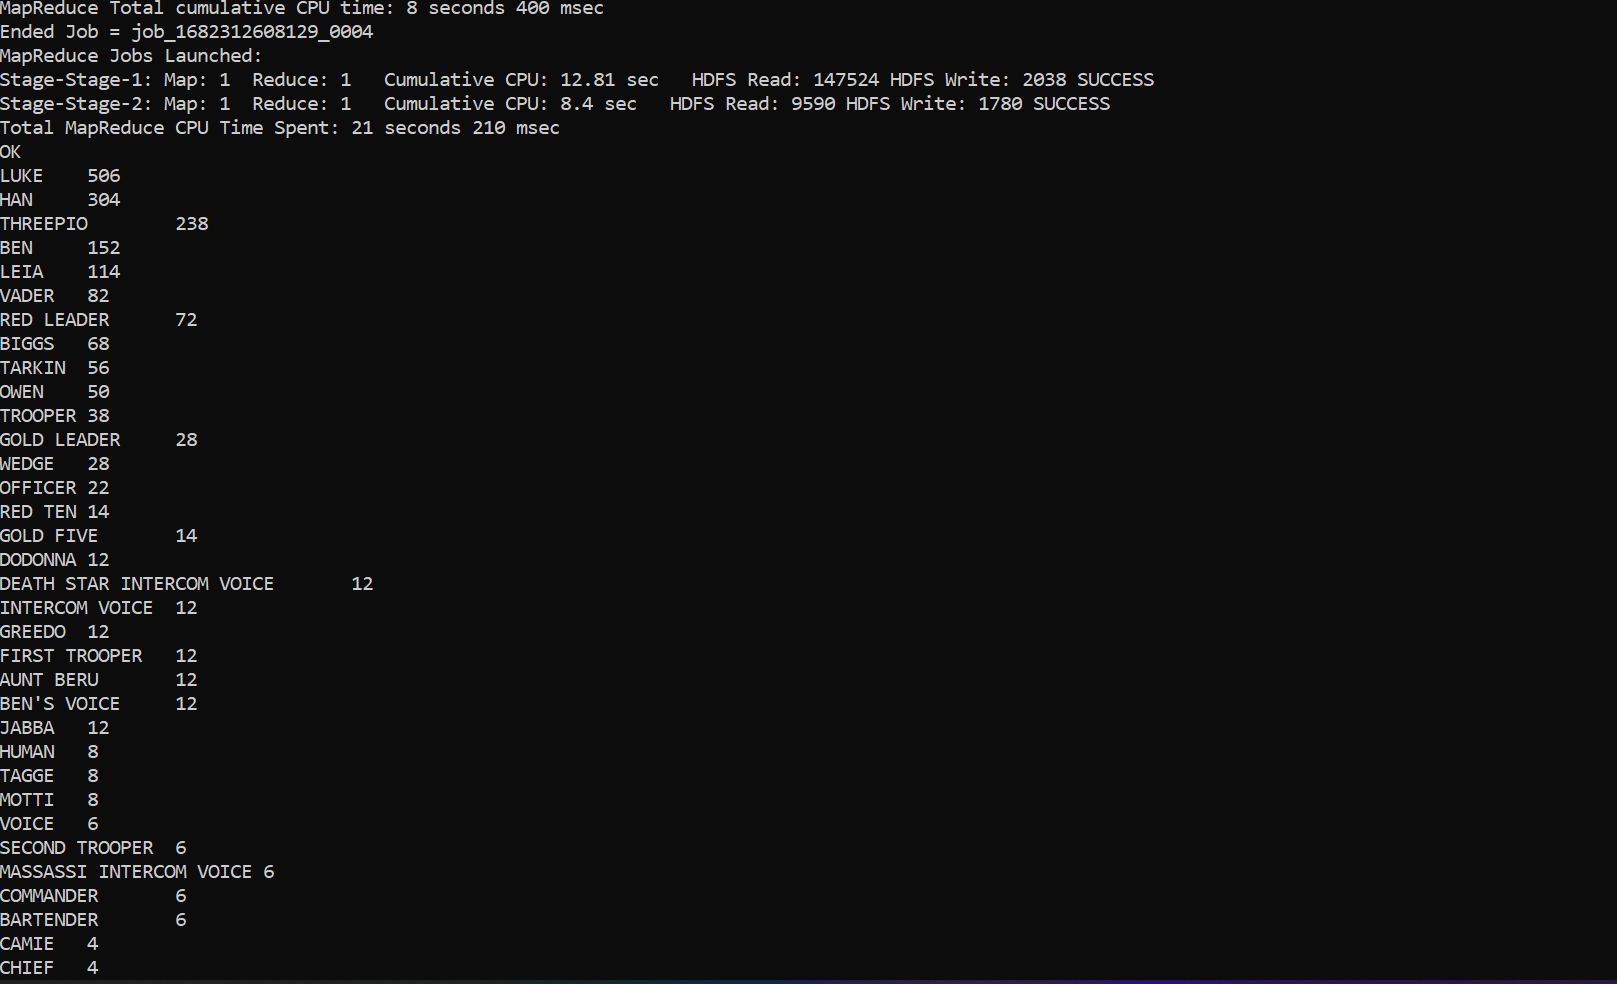 MapReduce Total cumulative CPU time: 8 seconds 400 msec
Ended Job = job_1682312608129_0004
MapReduce Jobs Launched:
Stage-Stage-1: Map: 1  Reduce: 1   Cumulative CPU: 12.81 sec   HDFS Read: 147524 HDFS Write: 2038 SUCCESS
Stage-Stage-2: Map: 1  Reduce: 1   Cumulative CPU: 8.4 sec   HDFS Read: 9590 HDFS Write: 1780 SUCCESS
Total MapReduce CPU Time Spent: 21 seconds 210 msec
OK
LUKE    506
HAN     304
THREEPIO        238
BEN     152
LEIA    114
VADER   82
RED LEADER      72
BIGGS   68
TARKIN  56
OWEN    50
TROOPER 38
GOLD LEADER     28
WEDGE   28
OFFICER 22
RED TEN 14
GOLD FIVE       14
DODONNA 12
DEATH STAR INTERCOM VOICE       12
INTERCOM VOICE  12
GREEDO  12
FIRST TROOPER   12
AUNT BERU       12
BEN'S VOICE     12
JABBA   12
HUMAN   8
TAGGE   8
MOTTI   8
VOICE   6
SECOND TROOPER  6
MASSASSI INTERCOM VOICE 6
COMMANDER       6
BARTENDER       6
CAMIE   4
CHIEF   4